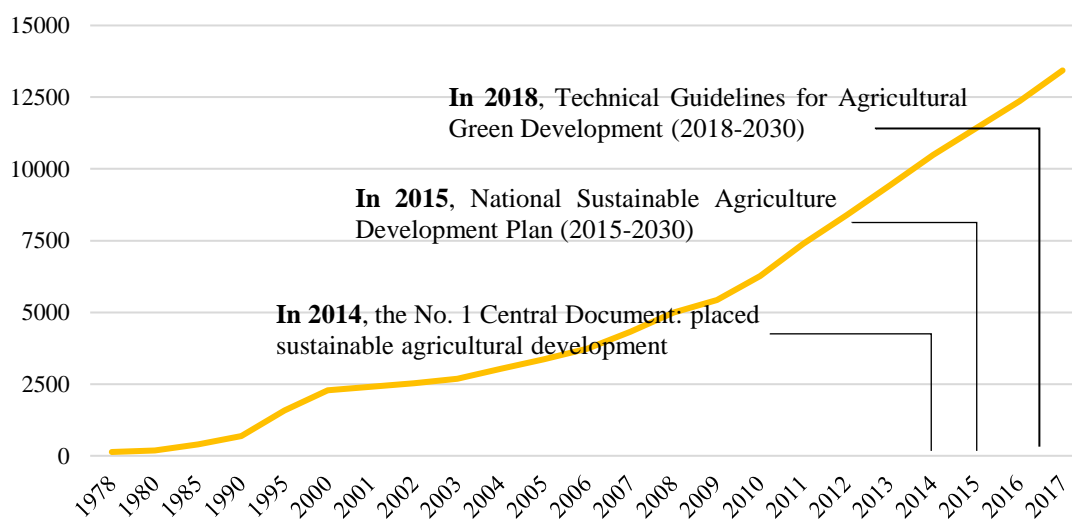 15000
12500
In 2018, Technical Guidelines for Agricultural
Green Development (2018-2030)
10000
In 2015, National Sustainable Agriculture
Development Plan (2015-2030)
7500
5000
In 2014, the No. 1 Central Document: placed
sustainable agricultural development
2500
0
1978 1980 1985 1990 1995 2000 2001 2002 2003 2004 2005 2006 2007 2008 2009 2010 2011 2012 2013 2014 2015 2016 2017